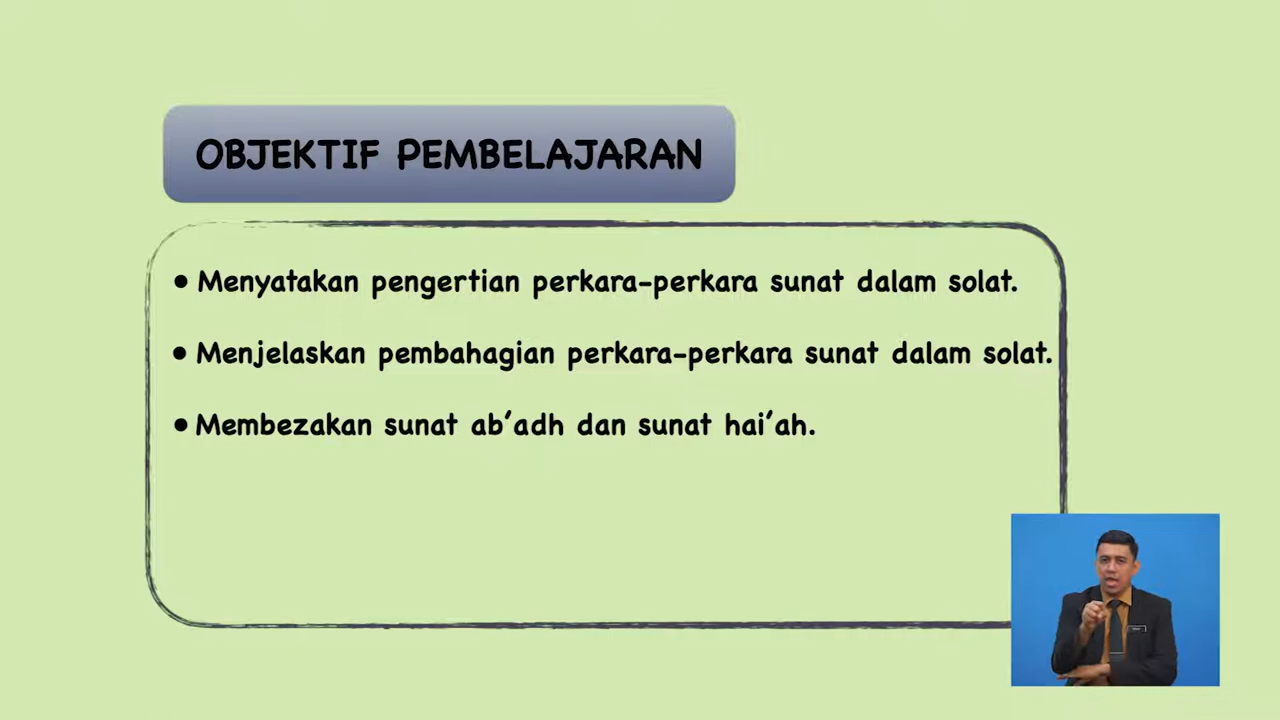 OBJEKTIF PEMBELAJARAN
• Menyatakan pengertian perkara-perkara sunat dalam solat.
• Menjelaskan pembahagian perkara-perkara sunat dalam solat.
• Membezakan sunat ab’adh dan sunat hai’ah.